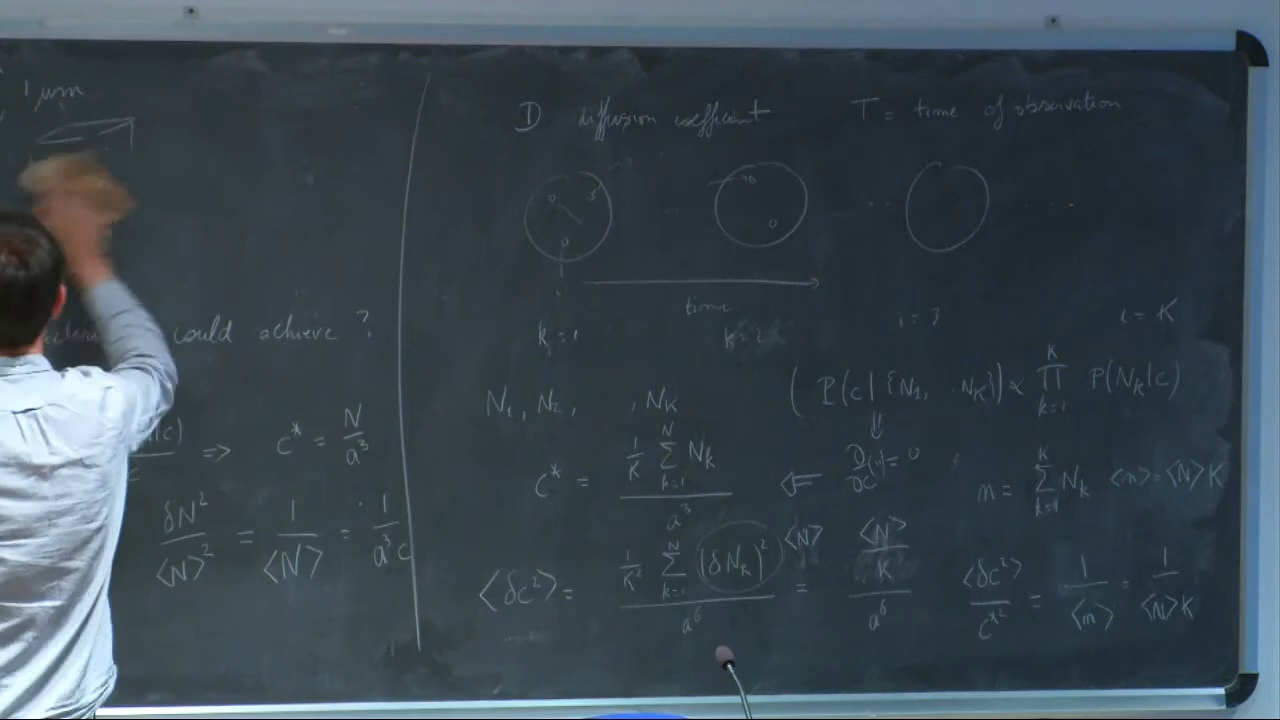 1 μm
could achieve ?
=> c* = N / a³
δN² / ⟨N⟩² = 1 / ⟨N⟩ = 1 / a³c
D diffusion coefficient T = time of observation
time
k = 1 k = 2 i = 3 i = K
N₁, N₂, , N_K ( P(c | {N₁, N_K}) ∝ ∏_{k=1}^{K} P(N_k|c)
⇓
c* = 1/K ∑_{k=1}^{N} N_k / a³ <= ∂(·)/∂c = 0 m = ∑_{k=1}^{K} N_k ⟨m⟩ = ⟨N⟩K
⟨δc²⟩ = 1/K² ∑_{k=1}^{N} (δN_k)² / a⁶ ⟨N⟩ = ⟨N⟩/K / a⁶ ⟨δc²⟩ / c*² = 1 / ⟨m⟩ = 1 / ⟨N⟩K